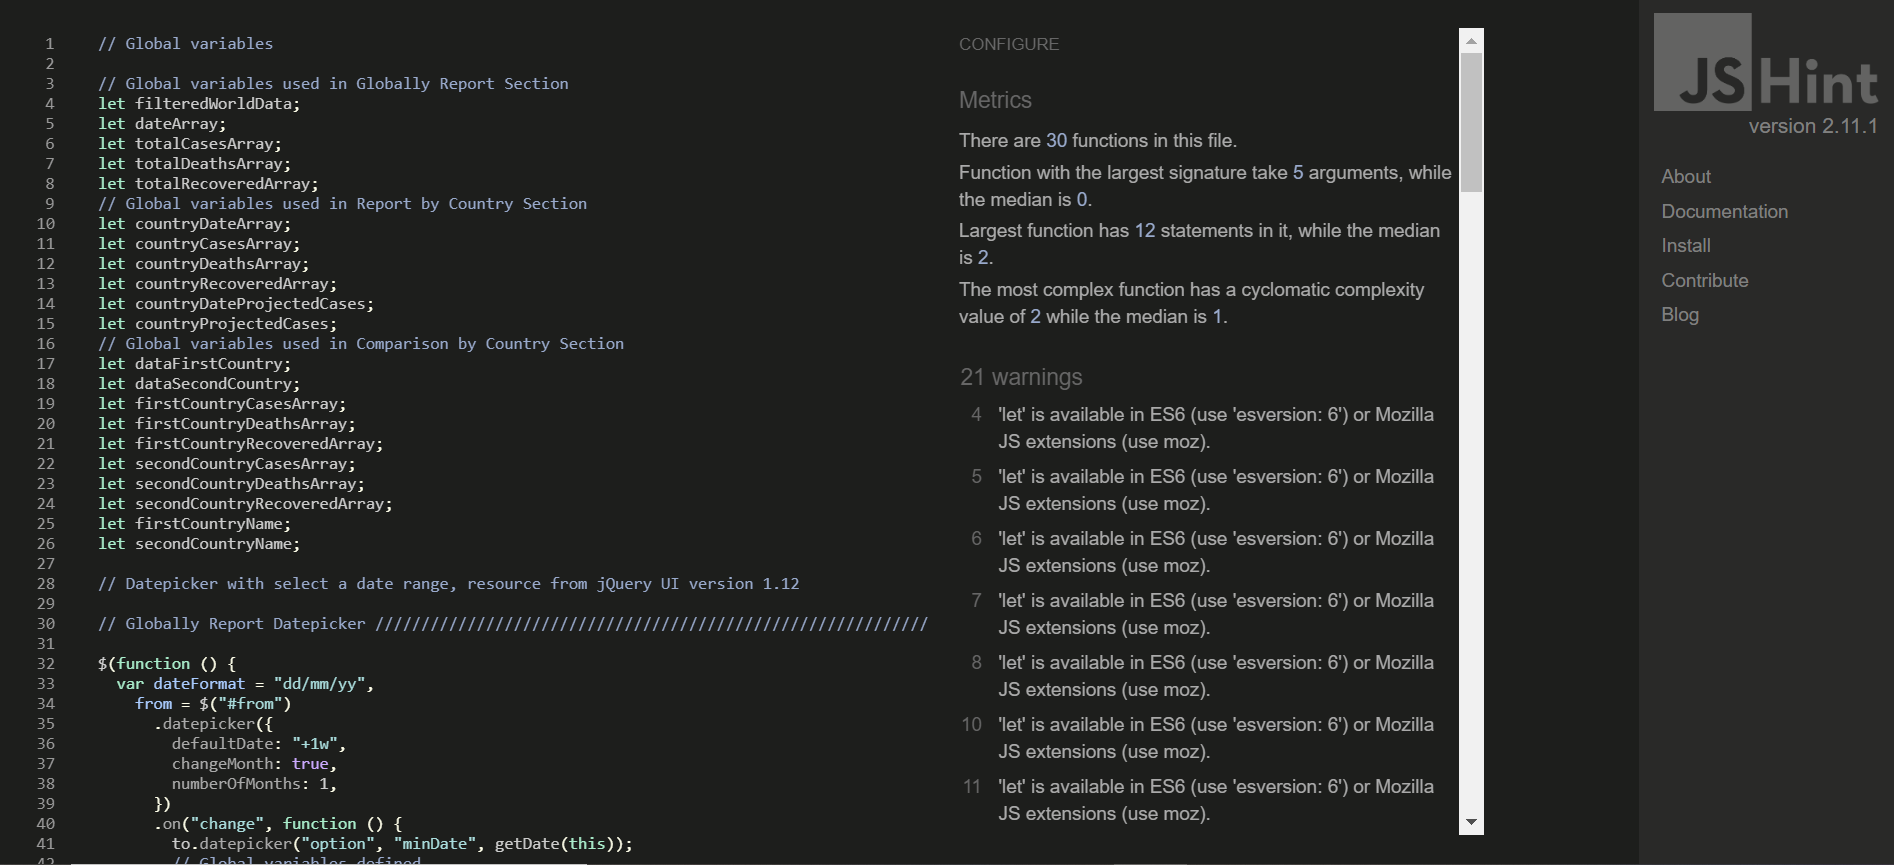 1 // Global variables
2
3 // Global variables used in Globally Report Section
4 let filteredWorldData;
5 let dateArray;
6 let totalCasesArray;
7 let totalDeathsArray;
8 let totalRecoveredArray;
9 // Global variables used in Report by Country Section
10 let countryDateArray;
11 let countryCasesArray;
12 let countryDeathsArray;
13 let countryRecoveredArray;
14 let countryDateProjectedCases;
15 let countryProjectedCases;
16 // Global variables used in Comparison by Country Section
17 let dataFirstCountry;
18 let dataSecondCountry;
19 let firstCountryCasesArray;
20 let firstCountryDeathsArray;
21 let firstCountryRecoveredArray;
22 let secondCountryCasesArray;
23 let secondCountryDeathsArray;
24 let secondCountryRecoveredArray;
25 let firstCountryName;
26 let secondCountryName;
27
28 // Datepicker with select a date range, resource from jQuery UI version 1.12
29
30 // Globally Report Datepicker ////////////////////////////////////////////////////////////
31
32 $(function () {
33 var dateFormat = "dd/mm/yy",
34 from = $("#from")
35 .datepicker({
36 defaultDate: "+1w",
37 changeMonth: true,
38 numberOfMonths: 1,
39 })
40 .on("change", function () {
41 to.datepicker("option", "minDate", getDate(this));
42 // Global variables defined
CONFIGURE
Metrics
There are 30 functions in this file.
Function with the largest signature take 5 arguments, while
the median is 0.
Largest function has 12 statements in it, while the median
is 2.
The most complex function has a cyclomatic complexity
value of 2 while the median is 1.
21 warnings
4 'let' is available in ES6 (use 'esversion: 6') or Mozilla
JS extensions (use moz).
5 'let' is available in ES6 (use 'esversion: 6') or Mozilla
JS extensions (use moz).
6 'let' is available in ES6 (use 'esversion: 6') or Mozilla
JS extensions (use moz).
7 'let' is available in ES6 (use 'esversion: 6') or Mozilla
JS extensions (use moz).
8 'let' is available in ES6 (use 'esversion: 6') or Mozilla
JS extensions (use moz).
10 'let' is available in ES6 (use 'esversion: 6') or Mozilla
JS extensions (use moz).
11 'let' is available in ES6 (use 'esversion: 6') or Mozilla
JS extensions (use moz).
JSHint
version 2.11.1
About
Documentation
Install
Contribute
Blog